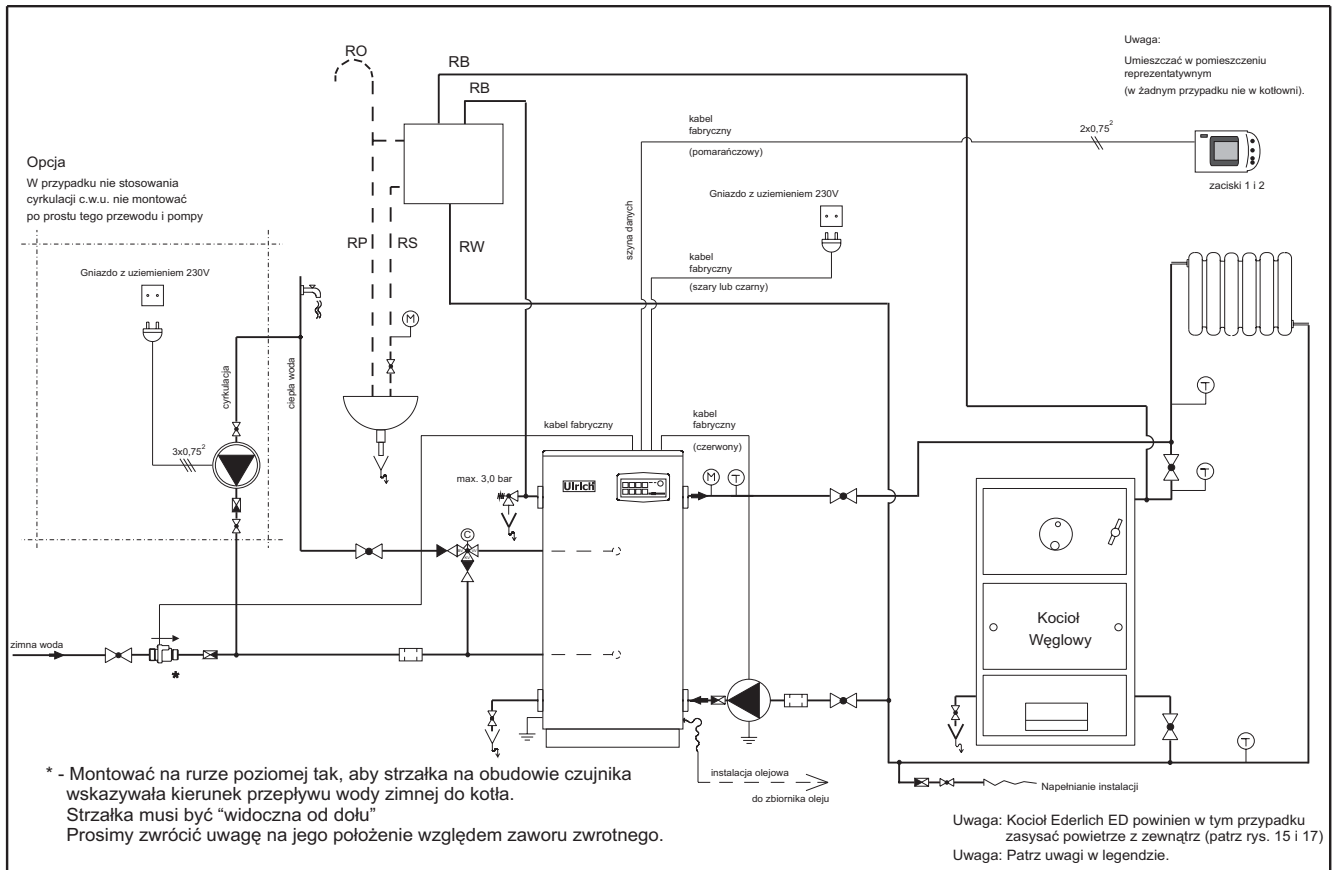 RO
RB
RB
Uwaga:
Umieszczać w pomieszczeniu
reprezentatywnym
(w żadnym przypadku nie w kotłowni).
kabel
fabryczny
(pomarańczowy)
2x0,75²
zaciski 1 i 2
Opcja
W przypadku nie stosowania
cyrkulacji c.w.u. nie montować
po prostu tego przewodu i pompy
Gniazdo z uziemieniem 230V
RP
RS
RW
szyna danych
Gniazdo z uziemieniem 230V
kabel
fabryczny
(szary lub czarny)
Gniazdo z uziemieniem 230V
M
cyrkulacja
ciepła woda
3x0,75²
kabel fabryczny
kabel
fabryczny
(czerwony)
max. 3,0 bar
Ulrich
M
T
T
T
C
zimna woda
*
Kocioł
Węglowy
T
instalacja olejowa
do zbiornika oleju
Napełnianie instalacji
* - Montować na rurze poziomej tak, aby strzałka na obudowie czujnika
wskazywała kierunek przepływu wody zimnej do kotła.
Strzałka musi być “widoczna od dołu”
Prosimy zwrócić uwagę na jego położenie względem zaworu zwrotnego.
Uwaga: Kocioł Ederlich ED powinien w tym przypadku
zasysać powietrze z zewnątrz (patrz rys. 15 i 17)
Uwaga: Patrz uwagi w legendzie.